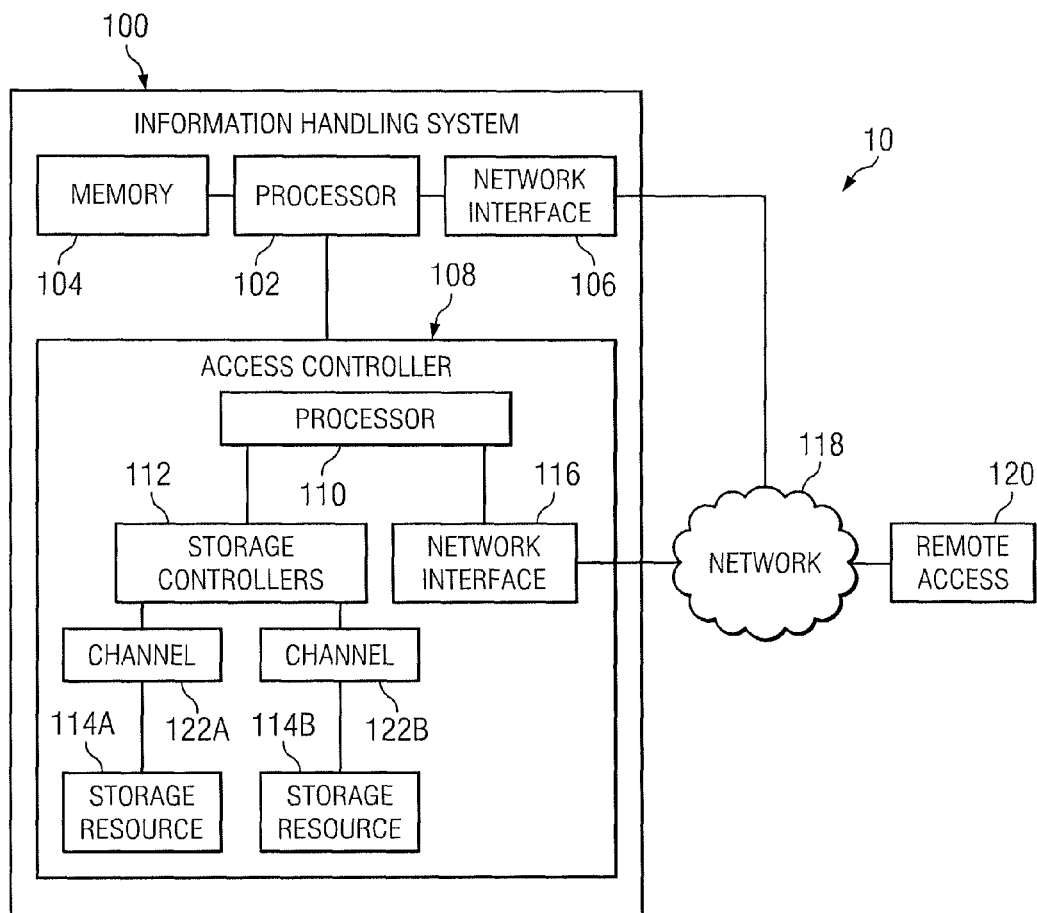 100
INFORMATION HANDLING SYSTEM
10
MEMORY
PROCESSOR
NETWORK
INTERFACE
104
102
106
108
ACCESS CONTROLLER
PROCESSOR
112
110
116
118
120
STORAGE
CONTROLLERS
NETWORK
INTERFACE
NETWORK
REMOTE
ACCESS
CHANNEL
CHANNEL
114A
122A
114B
122B
STORAGE
RESOURCE
STORAGE
RESOURCE